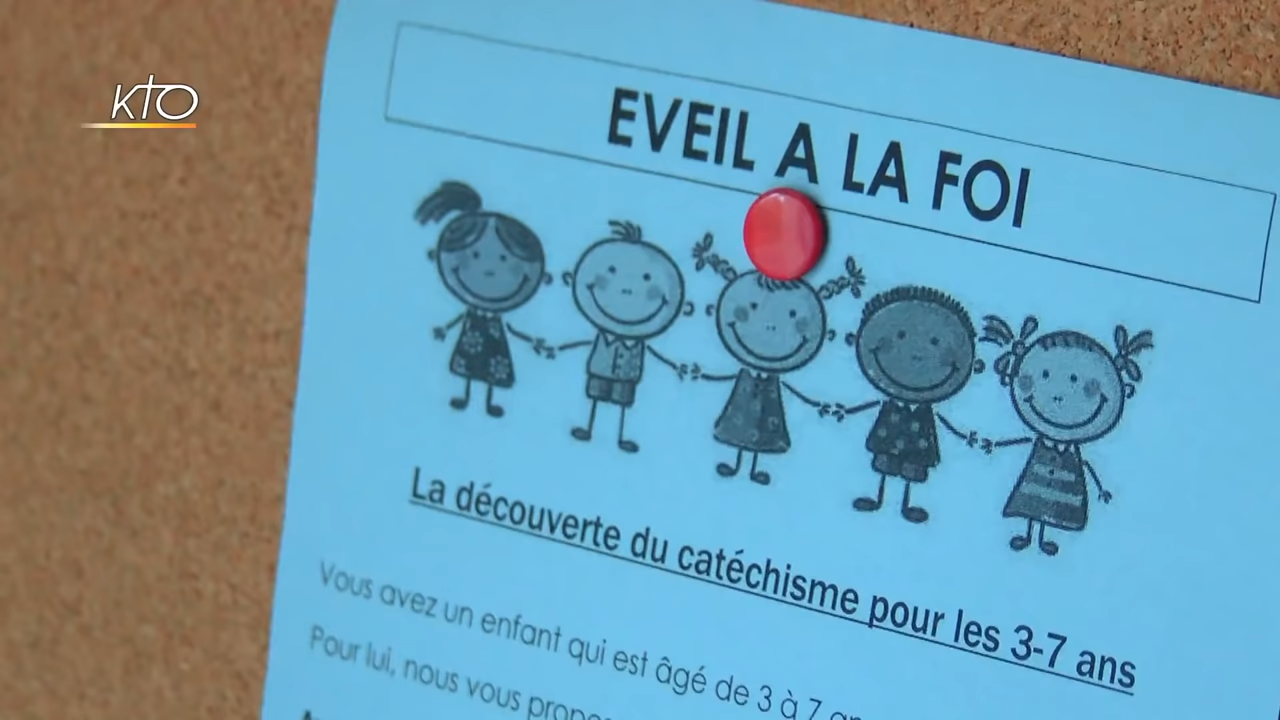 KTO
EVEIL A LA FOI
La découverte du catéchisme pour les 3-7 ans
Vous avez un enfant qui est âgé de 3 à 7
Pour lui, nous vous